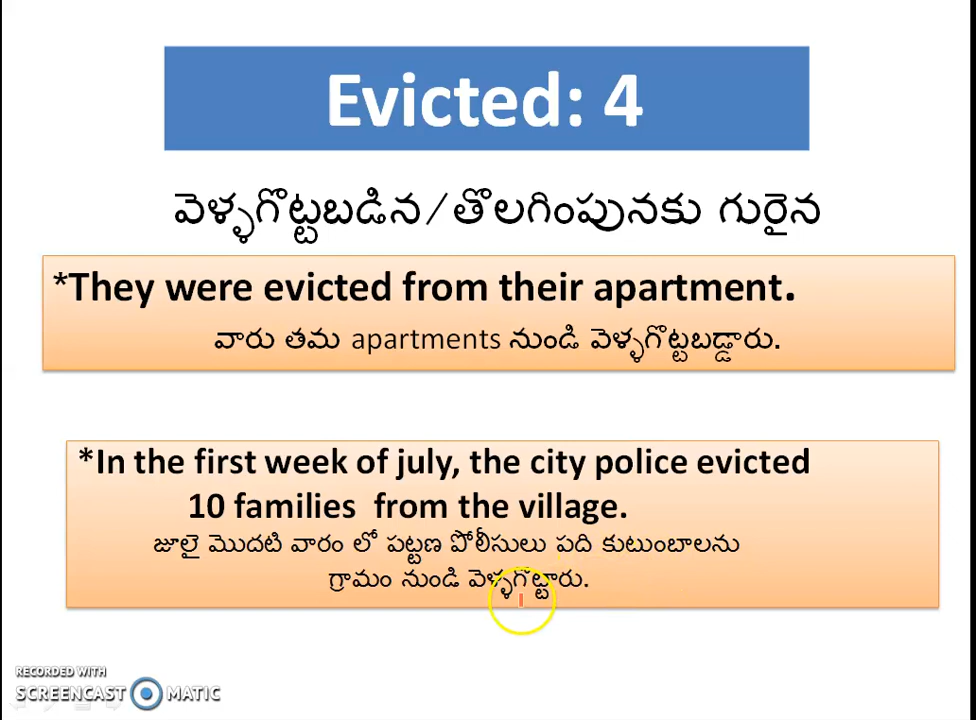 Evicted: 4
వెళ్ళగొట్టబడిన/తొలగింపునకు గురైన
*They were evicted from their apartment.
వారు తమ apartments నుండి వెళ్ళగొట్టబడ్డారు.
*In the first week of july, the city police evicted
10 families from the village.
జూలై మొదటి వారం లో పట్టణ పోలీసులు పది కుటుంబాలను
గ్రామం నుండి వెళ్ళగొట్టారు.
RECORDED WITH
SCREENCAST MATIC